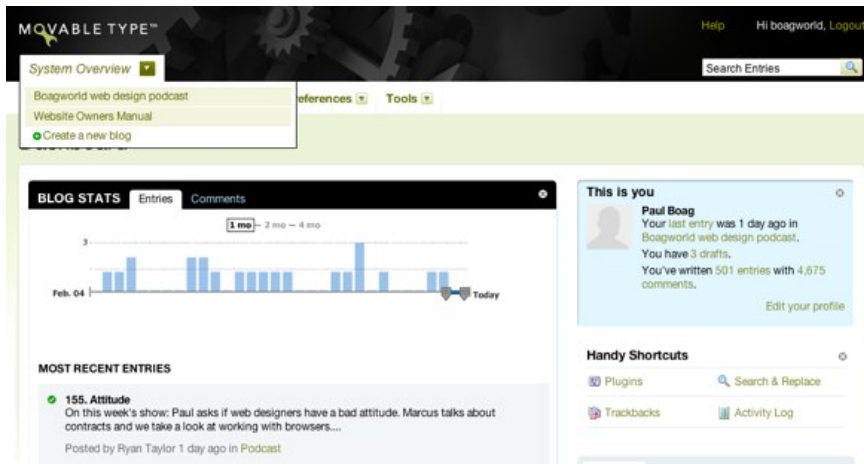 MOVABLE TYPE™
Help Hi boagworld, Logout
System Overview
Search Entries
Boagworld web design podcast
Website Owners Manual
Create a new blog
eferences Tools
BLOG STATS Entries Comments
1 mo – 2 mo – 4 mo
3
Feb. 04
Today
MOST RECENT ENTRIES
155. Attitude
On this week's show: Paul asks if web designers have a bad attitude. Marcus talks about
contracts and we take a look at working with browsers....
Posted by Ryan Taylor 1 day ago in Podcast
This is you
Paul Boag
Your last entry was 1 day ago in
Boagworld web design podcast.
You have 3 drafts.
You've written 501 entries with 4,675
comments.
Edit your profile
Handy Shortcuts
Plugins Search & Replace
Trackbacks Activity Log